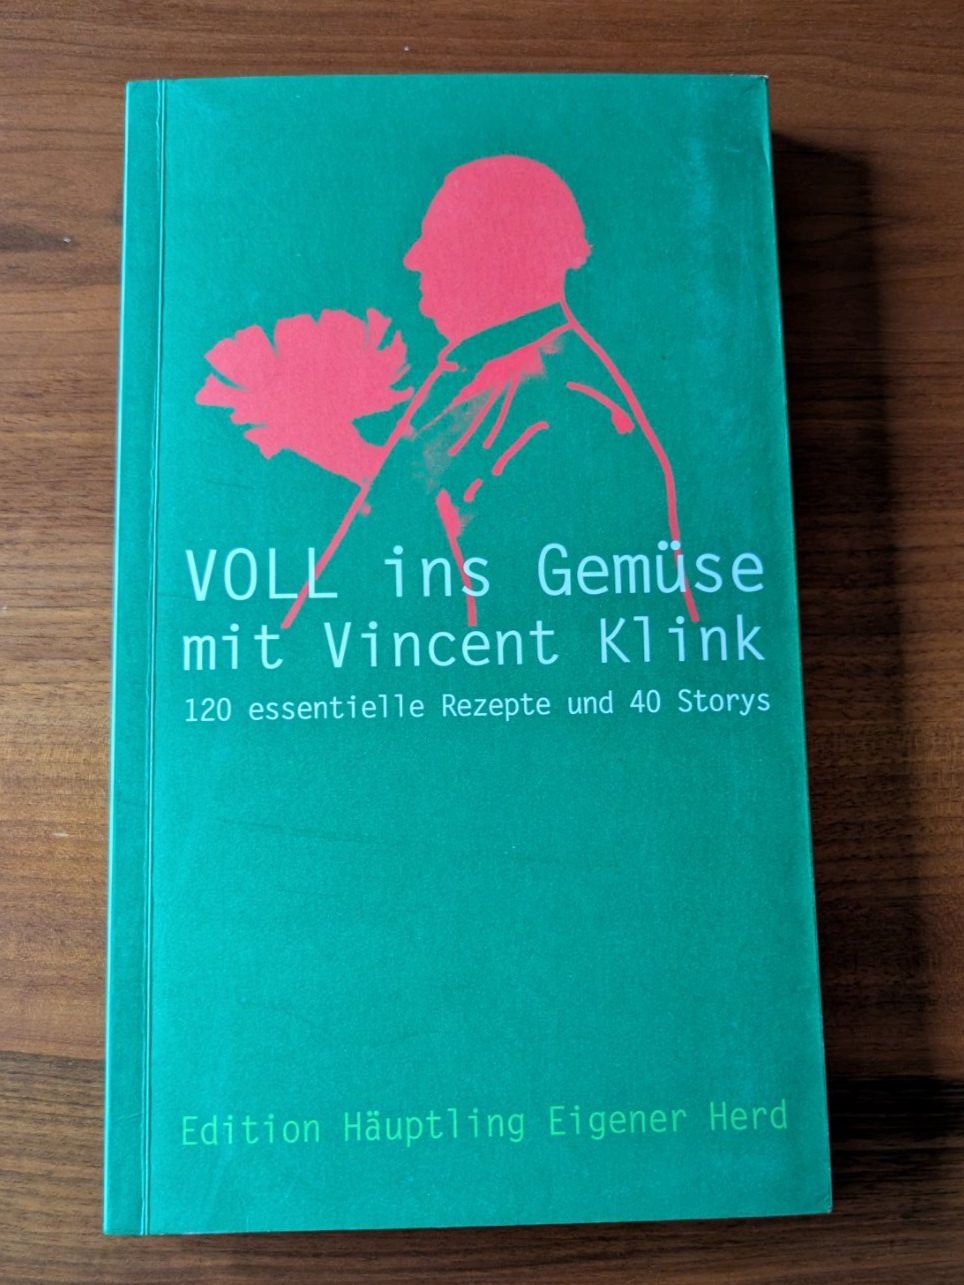 VOLL ins Gemüse
mit Vincent Klink
120 essentielle Rezepte und 40 Storys
Edition Häuptling Eigener Herd